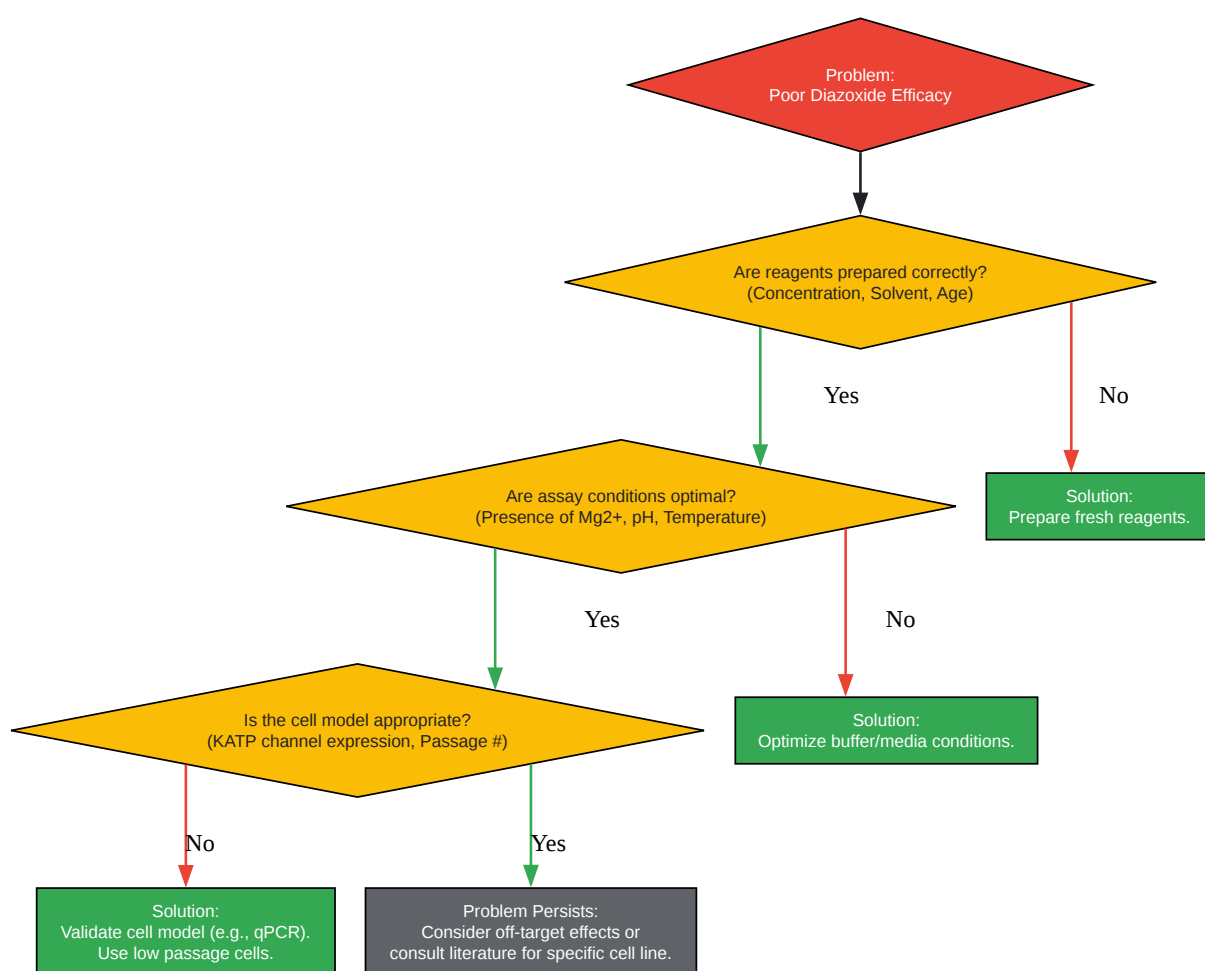 Problem:
Poor Diazoxide Efficacy
Are reagents prepared correctly?
(Concentration, Solvent, Age)
Yes
No
Are assay conditions optimal?
(Presence of Mg2+, pH, Temperature)
Solution:
Prepare fresh reagents.
Yes
No
Is the cell model appropriate?
(KATP channel expression, Passage #)
Solution:
Optimize buffer/media conditions.
No
Yes
Solution:
Validate cell model (e.g., qPCR).
Use low passage cells.
Problem Persists:
Consider off-target effects or
consult literature for specific cell line.